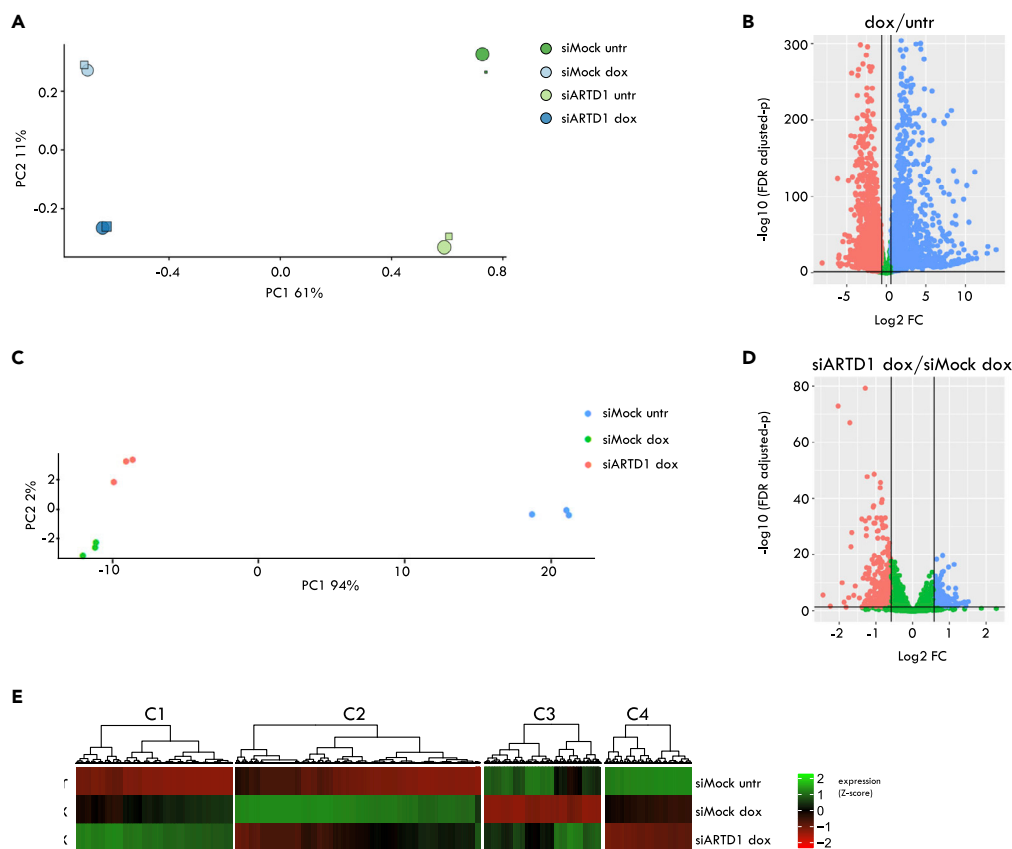 A
siMock untr
siMock dox
siARTD1 untr
siARTD1 dox
PC2 11%
0.2
0.0
-0.2
-0.4
0.0
0.4
0.8
PC1 61%
B
dox/untr
-log10 (FDR adjusted-p)
300
200
100
0
-5
0
5
10
Log2 FC
C
siMock untr
siMock dox
siARTD1 dox
PC2 2%
2
0
-2
-10
0
10
20
PC1 94%
D
siARTD1 dox/siMock dox
-log10 (FDR adjusted-p)
80
60
40
20
0
-2
-1
0
1
2
Log2 FC
E
C1
C2
C3
C4
siMock untr
siMock dox
siARTD1 dox
2
1
0
−1
−2
expression
(Z-score)